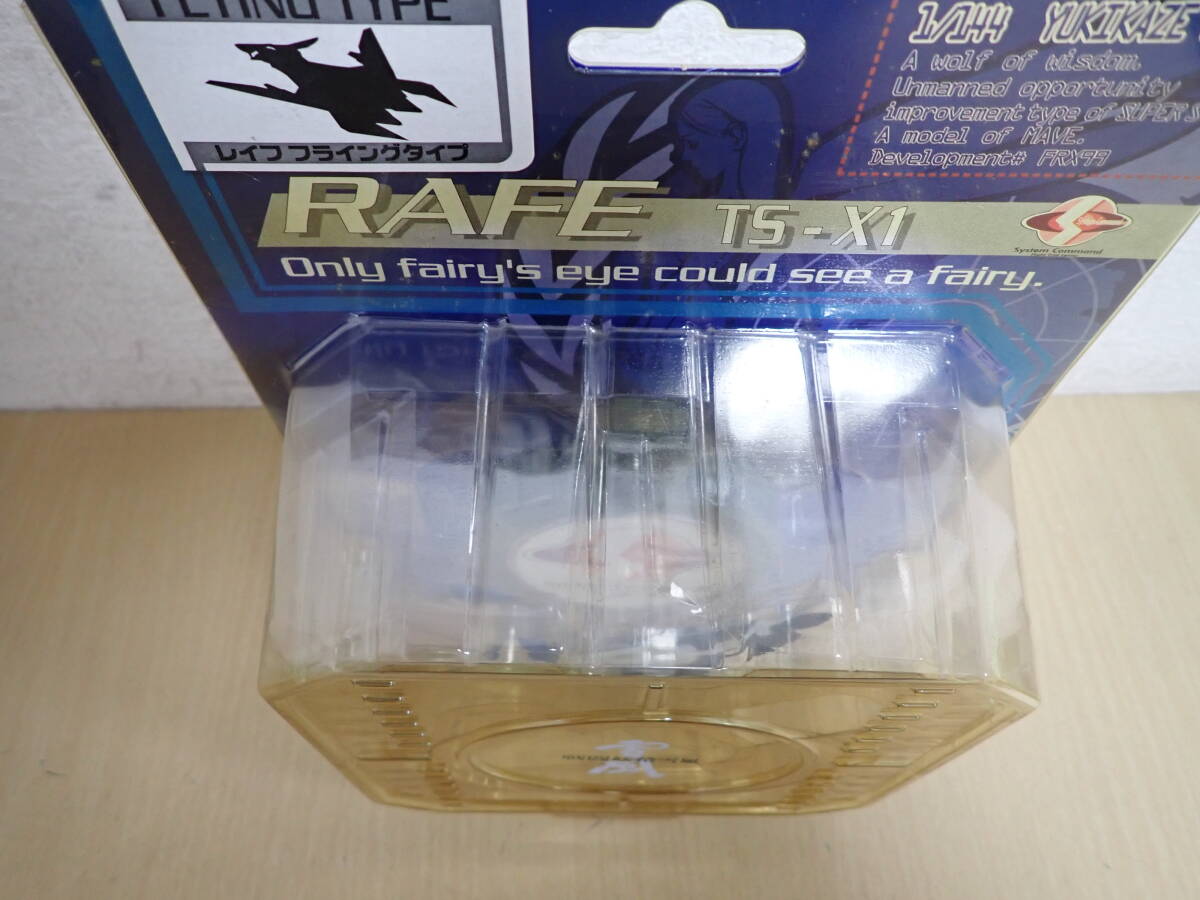 FLYING TYPE
レイフ フライングタイプ
1/144 YUKIKAZE
A wolf of wisdom.
Unmanned opportunity
improvement type of SUPER S
A model of MAVE.
Development# FRX99
RAFE TS-X1
System Command
Only fairy's eye could see a fairy.